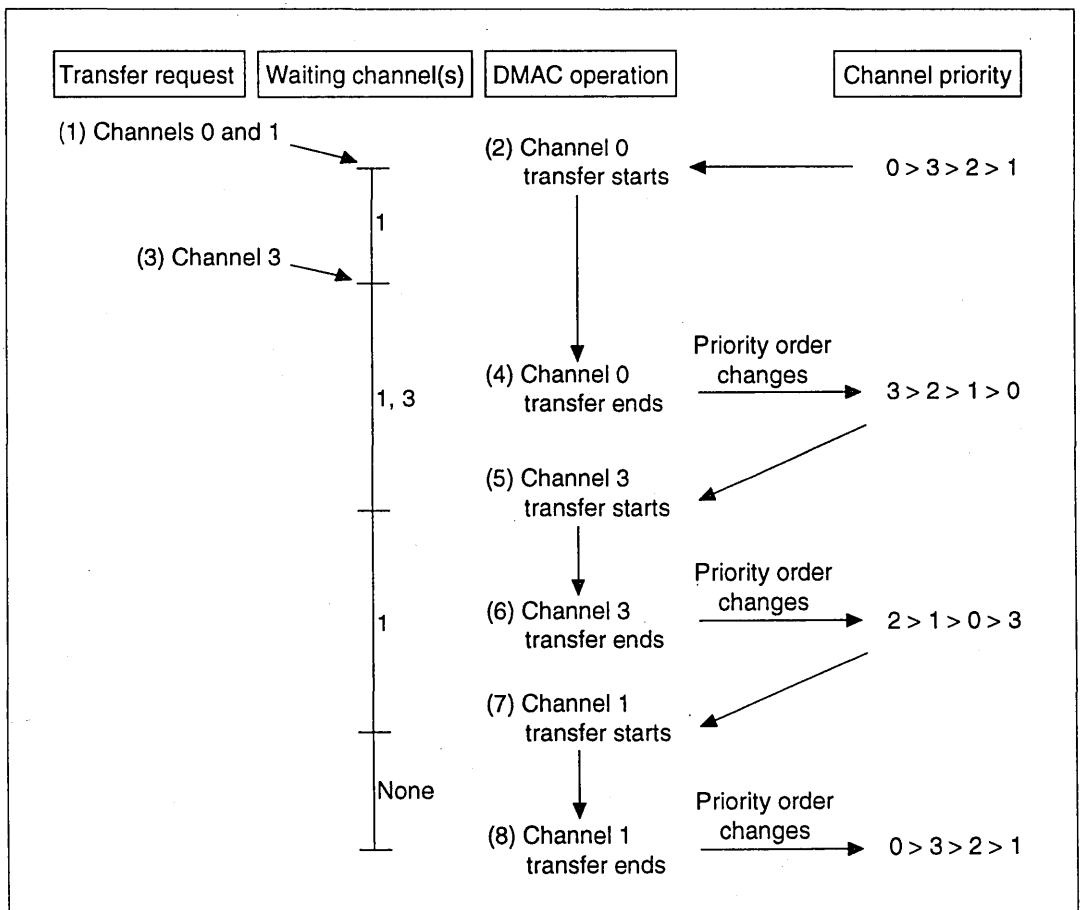 Transfer request
Waiting channel(s)
DMAC operation
Channel priority
(1) Channels 0 and 1
(2) Channel 0
transfer starts
0 > 3 > 2 > 1
1
(3) Channel 3
Priority order
changes
(4) Channel 0
transfer ends
3 > 2 > 1 > 0
1, 3
(5) Channel 3
transfer starts
Priority order
changes
(6) Channel 3
transfer ends
2 > 1 > 0 > 3
1
(7) Channel 1
transfer starts
None
Priority order
changes
(8) Channel 1
transfer ends
0 > 3 > 2 > 1